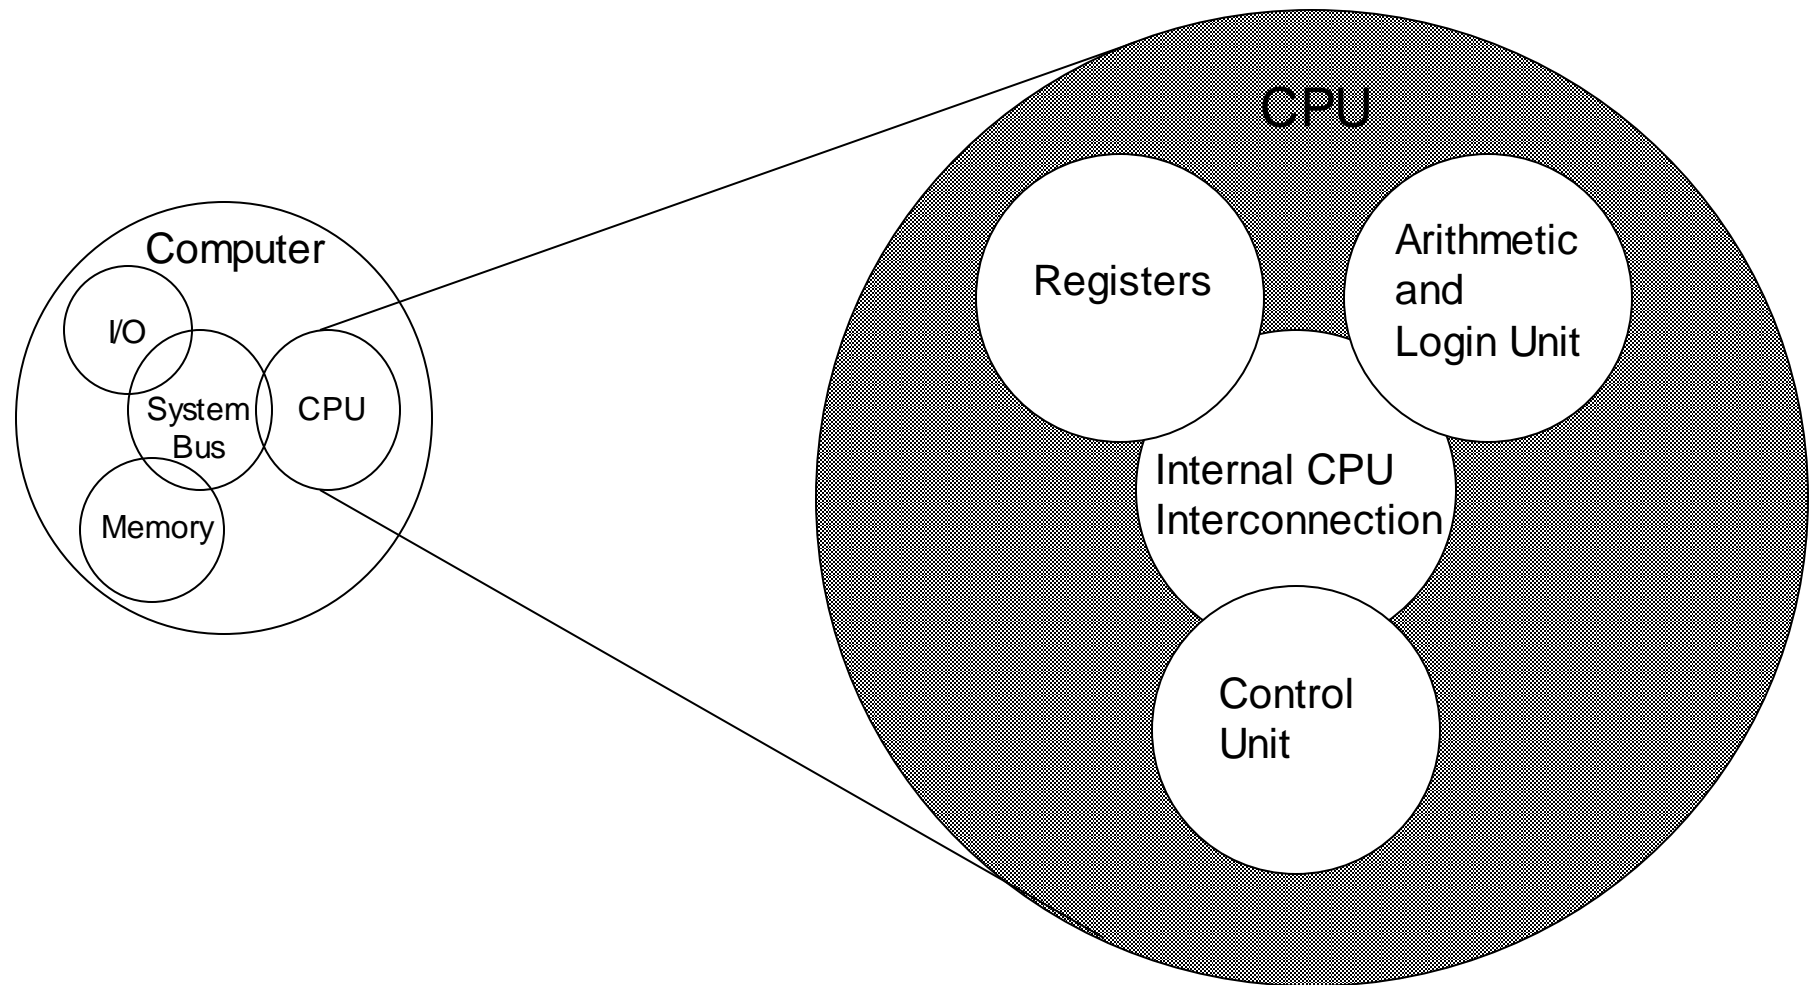 Computer
I/O
System
Bus
CPU
Memory
CPU
Registers
Arithmetic
and
Login Unit
Internal CPU
Interconnection
Control
Unit